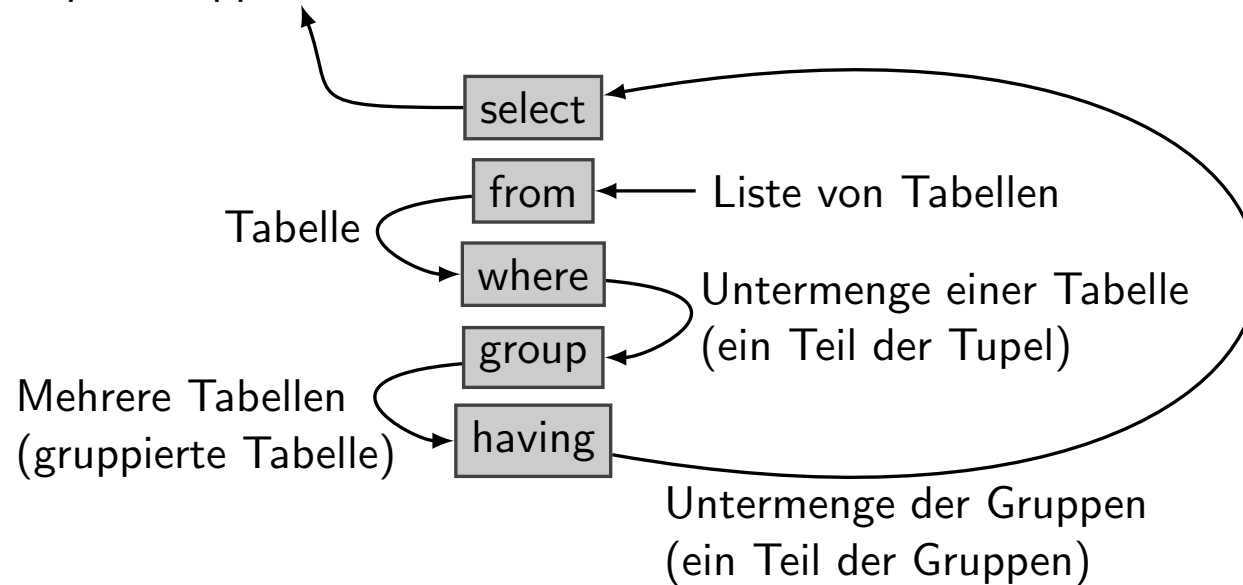 select
from
Liste von Tabellen
Tabelle
where
Untermenge einer Tabelle
(ein Teil der Tupel)
group
Mehrere Tabellen
(gruppierte Tabelle)
having
Untermenge der Gruppen
(ein Teil der Gruppen)